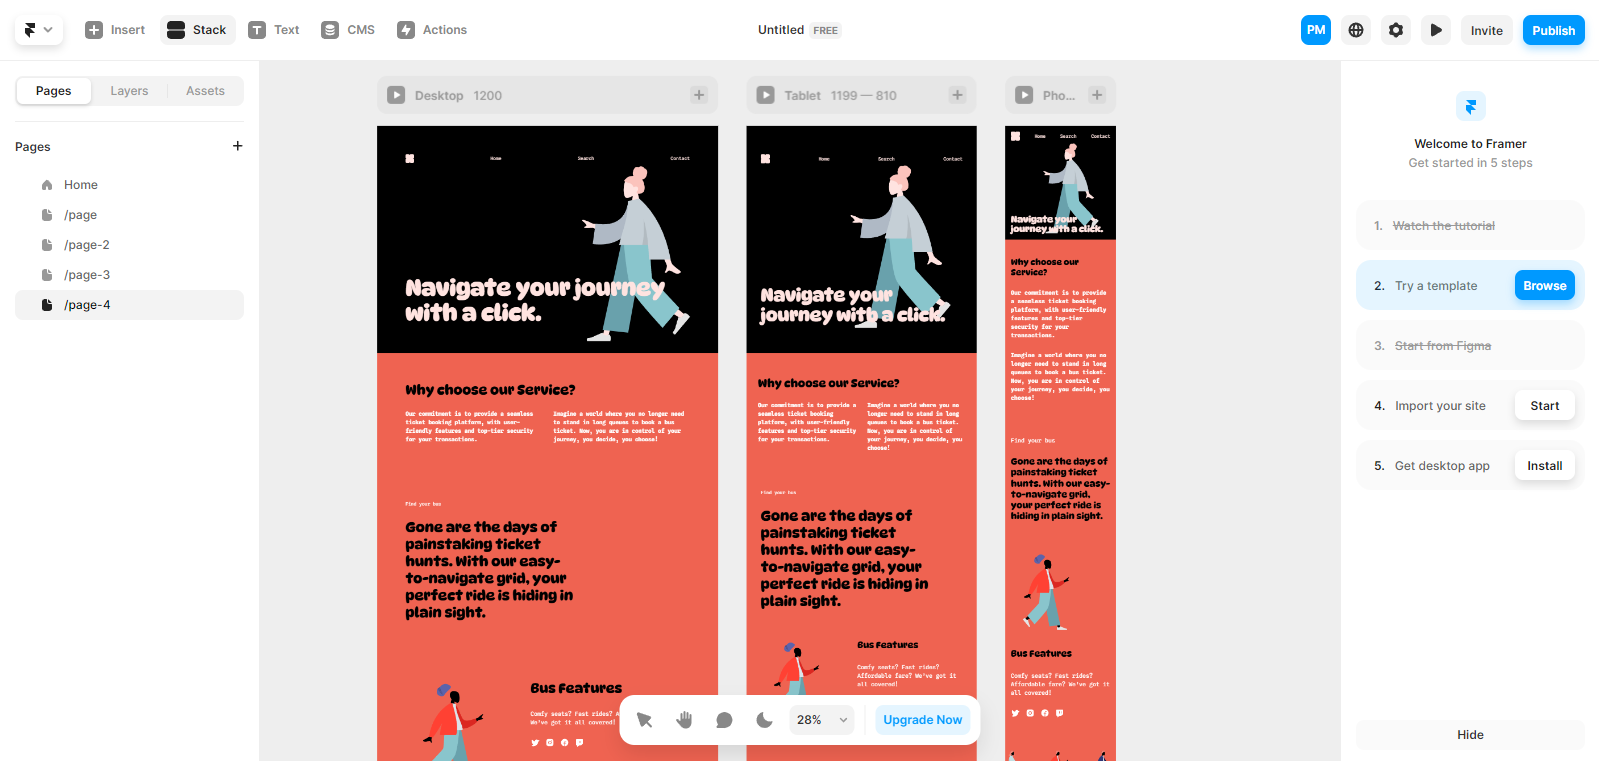 Insert
Stack
Text
CMS
Actions
Untitled FREE
PM
Invite
Publish
Pages
Layers
Assets
Pages
Home
/page
/page-2
/page-3
/page-4
Desktop 1200
Home
Search
Contact
Navigate your journey
with a click.
Why choose our Service?
Our commitment is to provide a seamless
ticket booking platform, with user-
friendly features and top-tier security
for your transactions.
Imagine a world where you no longer need
to stand in long queues to book a bus
ticket. Now, you are in control of your
journey, you decide, you choose!
Find your bus
Gone are the days of
painstaking ticket
hunts. With our easy-
to-navigate grid, your
perfect ride is hiding in
plain sight.
Bus Features
Comfy seats? Fast rides? A
We've got it all covered!
Tablet 1199 — 810
Home
Search
Contact
Navigate your
journey with a click.
Why choose our Service?
Our commitment is to provide a
seamless ticket booking
platform, with user-friendly
features and top-tier security
for your transactions.
Imagine a world where you no
longer need to stand in long
queues to book a bus ticket.
Now, you are in control of
your journey, you decide, you
choose!
Find your bus
Gone are the days of
painstaking ticket
hunts. With our easy-
to-navigate grid, your
perfect ride is hiding in
plain sight.
Bus Features
Comfy seats? Fast rides?
Affordable fare? We've got it
all covered!
Pho...
Home
Search
Contact
Navigate your
journey with a click.
Why choose our
Service?
Our commitment is to provide
a seamless ticket booking
platform, with user-friendly
features and top-tier
security for your
transactions.
Imagine a world where you no
longer need to stand in long
queues to book a bus ticket.
Now, you are in control of
your journey, you decide, you
choose!
Find your bus
Gone are the days of
painstaking ticket
hunts. With our easy-
to-navigate grid,
your perfect ride is
hiding in plain sight.
Bus Features
Comfy seats? Fast rides?
Affordable fare? We've got it
all covered!
28%
Upgrade Now
Welcome to Framer
Get started in 5 steps
1. Watch the tutorial
2. Try a template Browse
3. Start from Figma
4. Import your site Start
5. Get desktop app Install
Hide